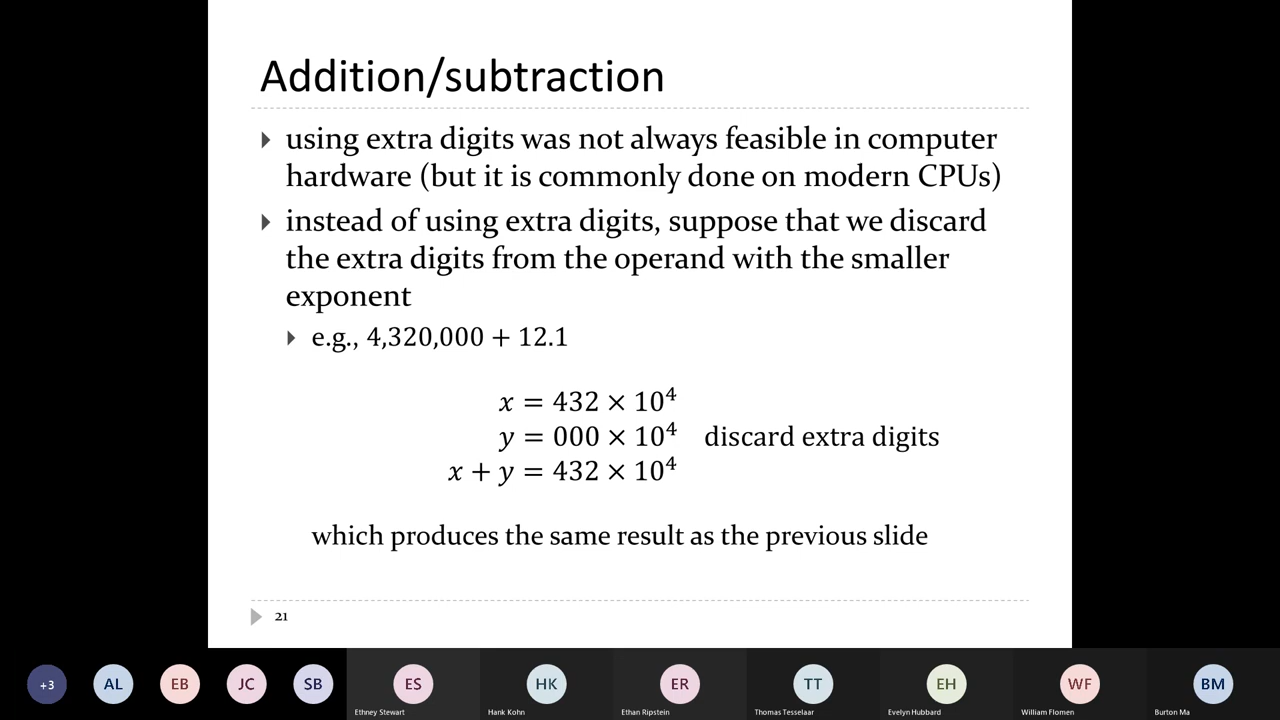 Addition/subtraction
using extra digits was not always feasible in computer
hardware (but it is commonly done on modern CPUs)
instead of using extra digits, suppose that we discard
the extra digits from the operand with the smaller
exponent
e.g., 4,320,000 + 12.1
x = 432 × 10⁴
y = 000 × 10⁴ discard extra digits
x + y = 432 × 10⁴
which produces the same result as the previous slide
21
+3 AL EB JC SB ES HK ER TT EH WF BM
Ethney Stewart Hank Kohn Ethan Ripstein Thomas Tesselaar Evelyn Hubbard William Flomen Burton Ma